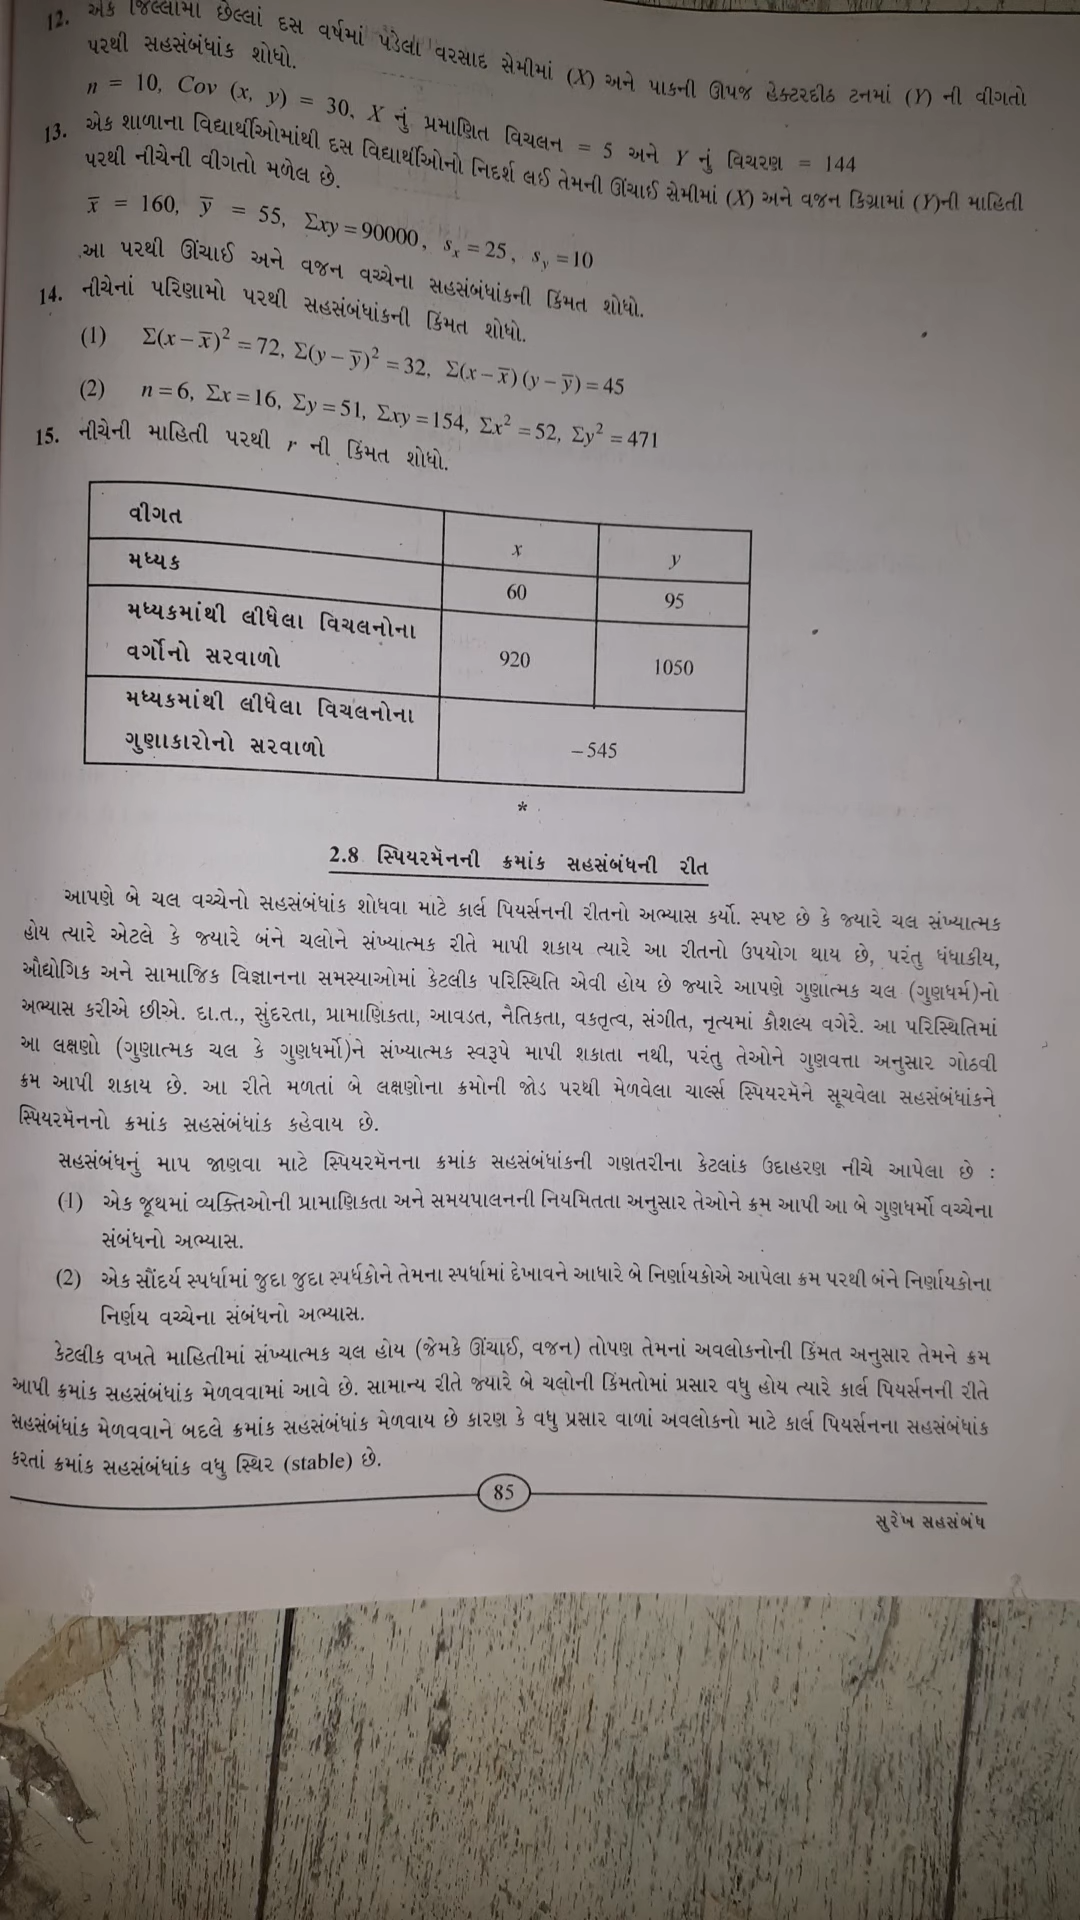 12. એક જિલ્લામાં છેલ્લાં દસ વર્ષમાં પડેલા વરસાદ સેમીમાં (X) અને પાકની ઊપજ હેક્ટરદીઠ ટનમાં (Y) ની વીગતો
પરથી સહસંબંધાંક શોધો.
n = 10, Cov (x, y) = 30, X નું પ્રમાણિત વિચલન = 5 અને Y નું વિચરણ = 144
13. એક શાળાના વિદ્યાર્થીઓમાંથી દસ વિદ્યાર્થીઓનો નિદર્શ લઈ તેમની ઊંચાઈ સેમીમાં (X) અને વજન કિગ્રામાં (Y)ની માહિતી
પરથી નીચેની વીગતો મળેલ છે.
x̅ = 160, y̅ = 55, Σxy = 90000, sₓ = 25, s_y = 10
આ પરથી ઊંચાઈ અને વજન વચ્ચેના સહસંબંધાંકની કિંમત શોધો.
14. નીચેનાં પરિણામો પરથી સહસંબંધાંકની કિંમત શોધો.
(1) Σ(x – x̅)² = 72, Σ(y – y̅)² = 32, Σ(x – x̅) (y – y̅) = 45
(2) n = 6, Σx = 16, Σy = 51, Σxy = 154, Σx² = 52, Σy² = 471
15. નીચેની માહિતી પરથી r ની કિંમત શોધો.
વીગત x y
મધ્યક 60 95
મધ્યકમાંથી લીધેલા વિચલનોના
વર્ગોનો સરવાળો 920 1050
મધ્યકમાંથી લીધેલા વિચલનોના
ગુણાકારોનો સરવાળો – 545
*
2.8 સ્પિયરમૅનની ક્રમાંક સહસંબંધની રીત
આપણે બે ચલ વચ્ચેનો સહસંબંધાંક શોધવા માટે કાર્લ પિયર્સનની રીતનો અભ્યાસ કર્યો. સ્પષ્ટ છે કે જ્યારે ચલ સંખ્યાત્મક
હોય ત્યારે એટલે કે જ્યારે બંને ચલોને સંખ્યાત્મક રીતે માપી શકાય ત્યારે આ રીતનો ઉપયોગ થાય છે, પરંતુ ધંધાકીય,
ઔદ્યોગિક અને સામાજિક વિજ્ઞાનના સમસ્યાઓમાં કેટલીક પરિસ્થિતિ એવી હોય છે જ્યારે આપણે ગુણાત્મક ચલ (ગુણધર્મ)નો
અભ્યાસ કરીએ છીએ. દા.ત., સુંદરતા, પ્રામાણિકતા, આવડત, નૈતિકતા, વકતૃત્વ, સંગીત, નૃત્યમાં કૌશલ્ય વગેરે. આ પરિસ્થિતિમાં
આ લક્ષણો (ગુણાત્મક ચલ કે ગુણધર્મો)ને સંખ્યાત્મક સ્વરૂપે માપી શકાતા નથી, પરંતુ તેઓને ગુણવત્તા અનુસાર ગોઠવી
ક્રમ આપી શકાય છે. આ રીતે મળતાં બે લક્ષણોના ક્રમોની જોડ પરથી મેળવેલા ચાર્લ્સ સ્પિયરમૅને સૂચવેલા સહસંબંધાંકને
સ્પિયરમૅનનો ક્રમાંક સહસંબંધાંક કહેવાય છે.
સહસંબંધનું માપ જાણવા માટે સ્પિયરમૅનના ક્રમાંક સહસંબંધાંકની ગણતરીના કેટલાંક ઉદાહરણ નીચે આપેલા છે :
(1) એક જૂથમાં વ્યક્તિઓની પ્રામાણિકતા અને સમયપાલનની નિયમિતતા અનુસાર તેઓને ક્રમ આપી આ બે ગુણધર્મો વચ્ચેના
સંબંધનો અભ્યાસ.
(2) એક સૌંદર્ય સ્પર્ધામાં જુદા જુદા સ્પર્ધકોને તેમના સ્પર્ધામાં દેખાવને આધારે બે નિર્ણાયકોએ આપેલા ક્રમ પરથી બંને નિર્ણાયકોના
નિર્ણય વચ્ચેના સંબંધનો અભ્યાસ.
કેટલીક વખતે માહિતીમાં સંખ્યાત્મક ચલ હોય (જેમકે ઊંચાઈ, વજન) તોપણ તેમનાં અવલોકનોની કિંમત અનુસાર તેમને ક્રમ
આપી ક્રમાંક સહસંબંધાંક મેળવવામાં આવે છે. સામાન્ય રીતે જ્યારે બે ચલોની કિંમતોમાં પ્રસાર વધુ હોય ત્યારે કાર્લ પિયર્સનની રીતે
સહસંબંધાંક મેળવવાને બદલે ક્રમાંક સહસંબંધાંક મેળવાય છે કારણ કે વધુ પ્રસાર વાળાં અવલોકનો માટે કાર્લ પિયર્સનના સહસંબંધાંક
કરતાં ક્રમાંક સહસંબંધાંક વધુ સ્થિર (stable) છે.
85
સુરેખ સહસંબંધ